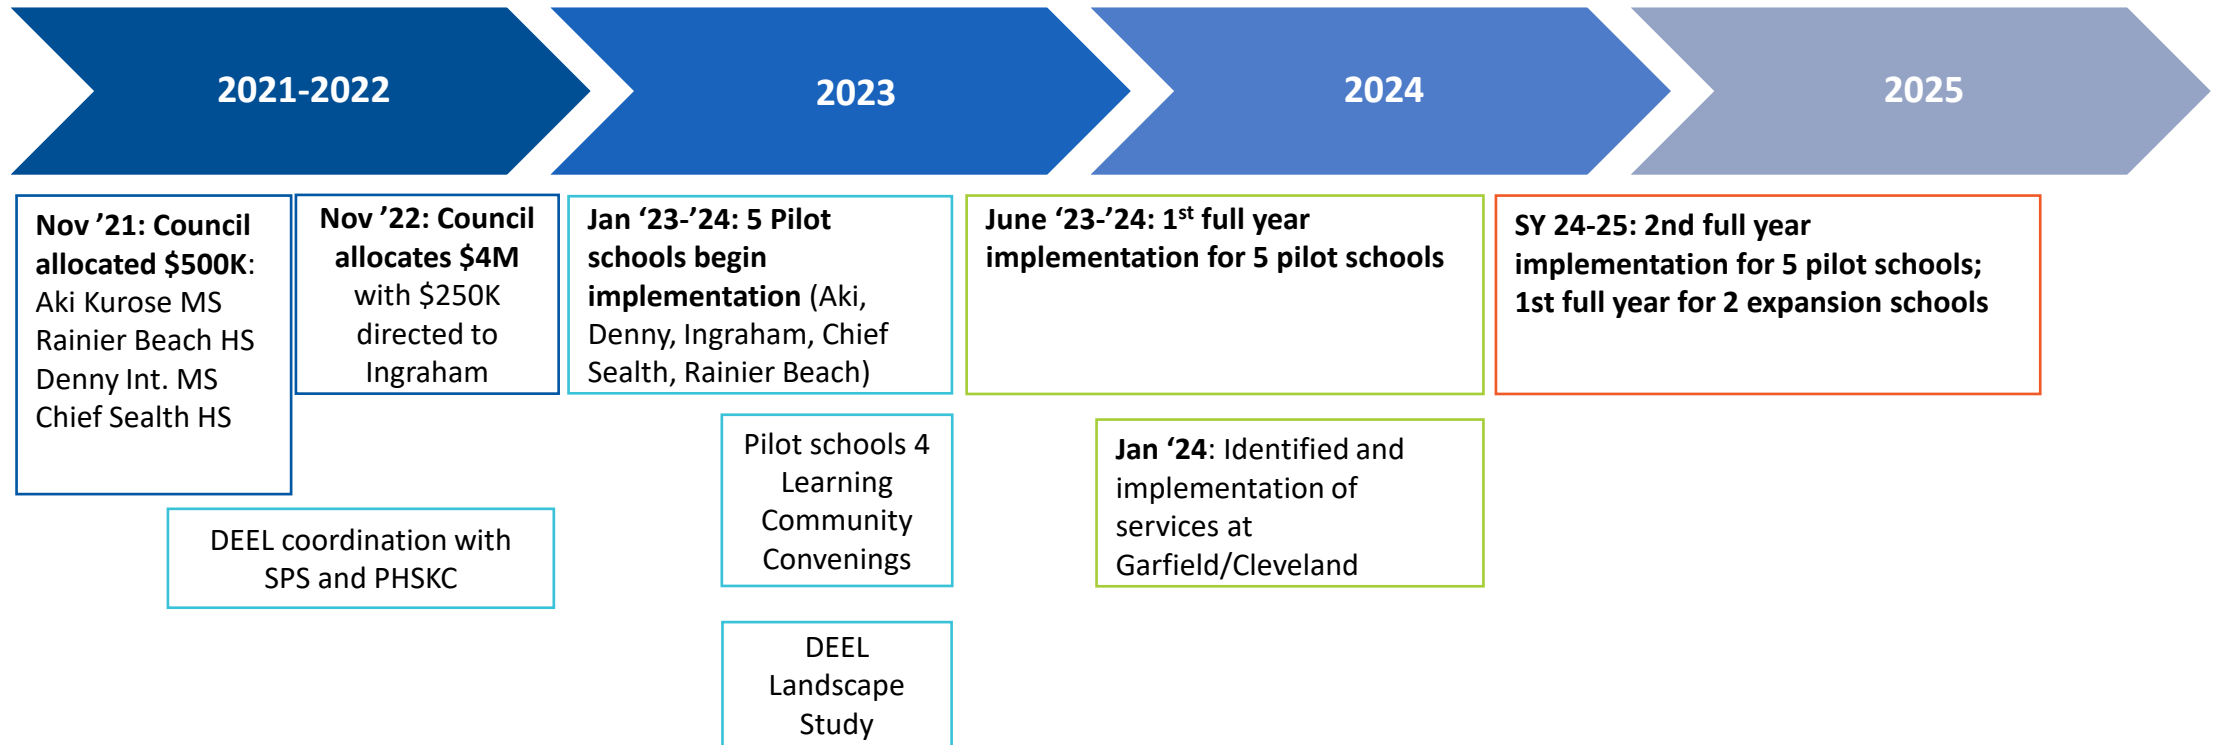 2021-2022
2023
2024
2025
Nov ’21: Council
allocated $500K:
Aki Kurose MS
Rainier Beach HS
Denny Int. MS
Chief Sealth HS
Nov ’22: Council
allocates $4M
with $250K
directed to
Ingraham
DEEL coordination with
SPS and PHSKC
Jan ‘23-’24: 5 Pilot
schools begin
implementation (Aki,
Denny, Ingraham, Chief
Sealth, Rainier Beach)
Pilot schools 4
Learning
Community
Convenings
DEEL
Landscape
Study
June ‘23-’24: 1st full year
implementation for 5 pilot schools
Jan ‘24: Identified and
implementation of
services at
Garfield/Cleveland
SY 24-25: 2nd full year
implementation for 5 pilot schools;
1st full year for 2 expansion schools